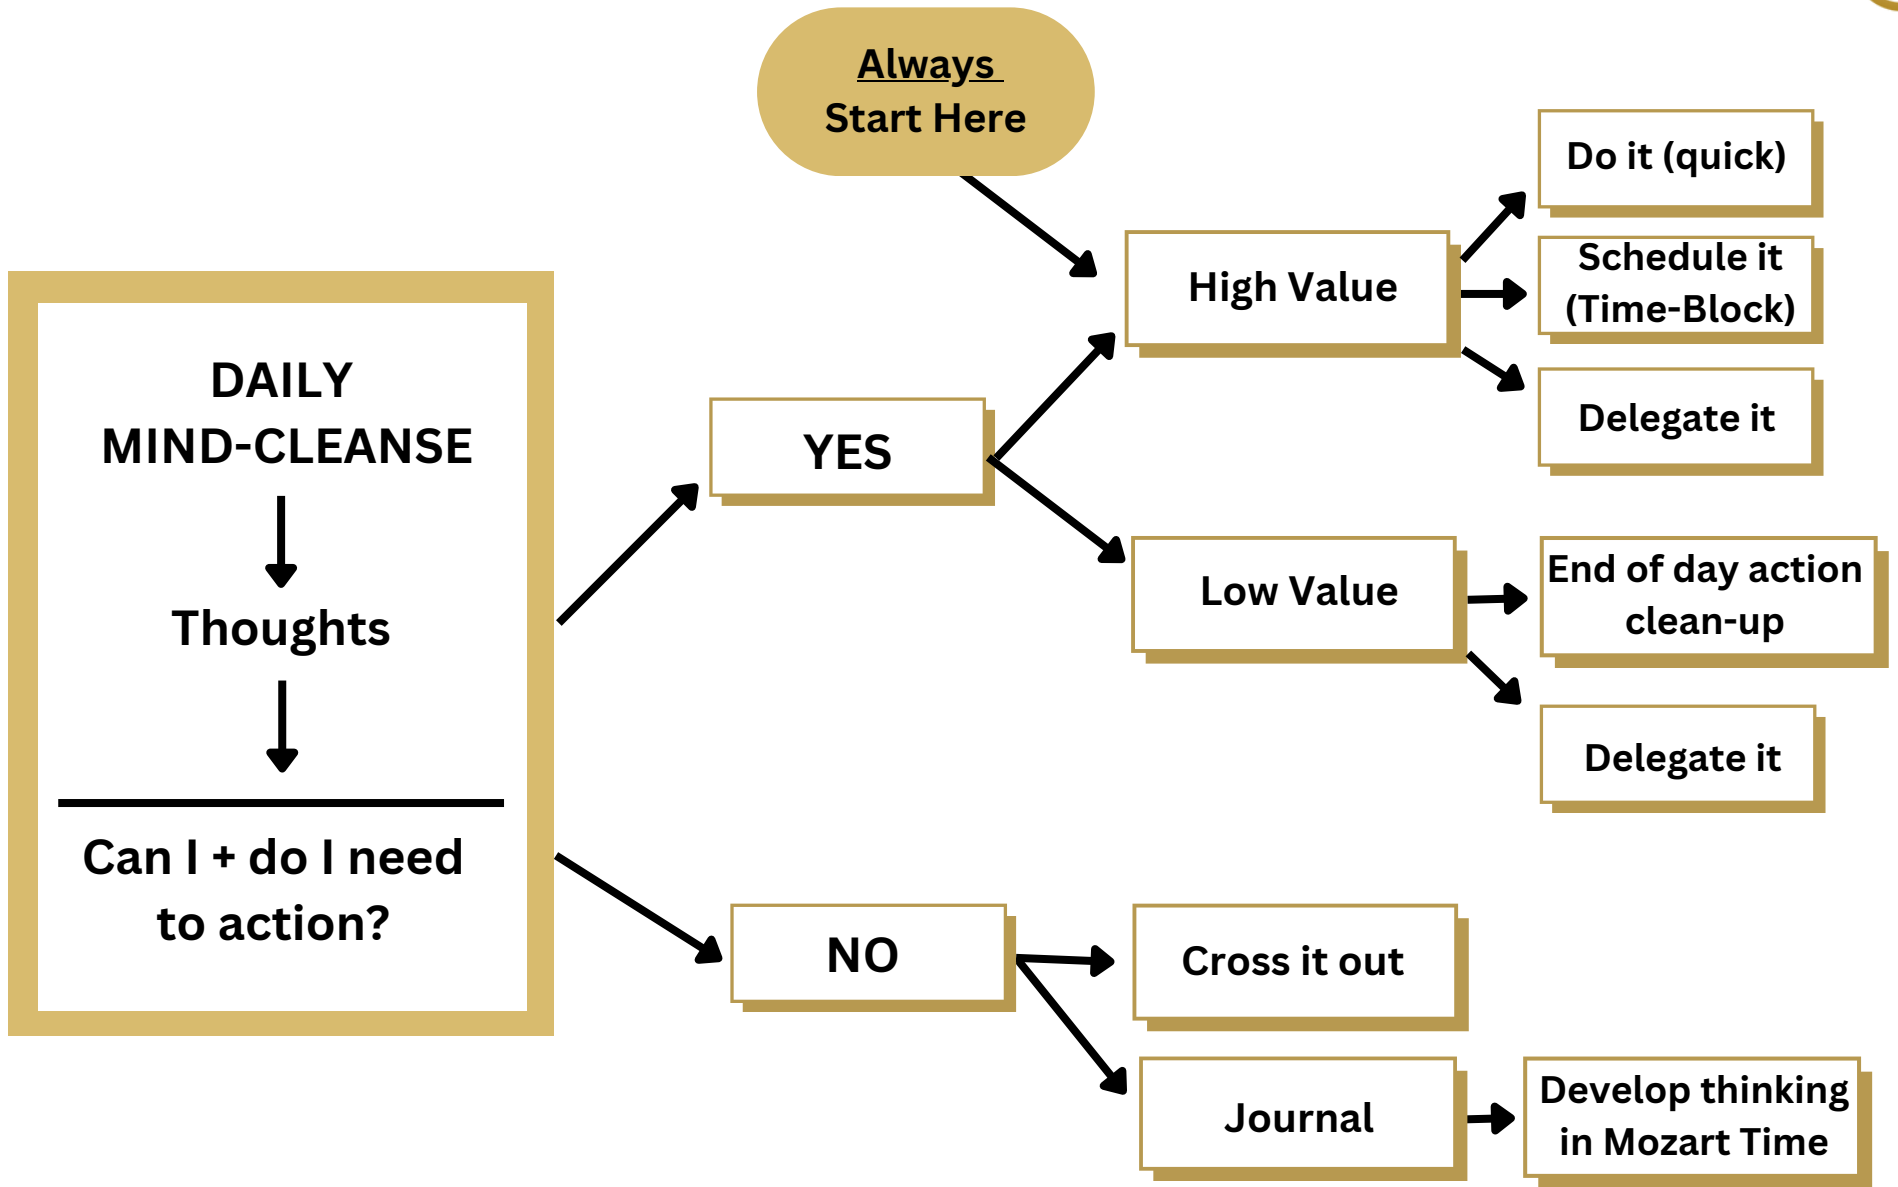 Always
Start Here
DAILY
MIND-CLEANSE
Thoughts
Can I + do I need
to action?
YES
High Value
Do it (quick)
Schedule it
(Time-Block)
Delegate it
Low Value
End of day action
clean-up
Delegate it
NO
Cross it out
Journal
Develop thinking
in Mozart Time